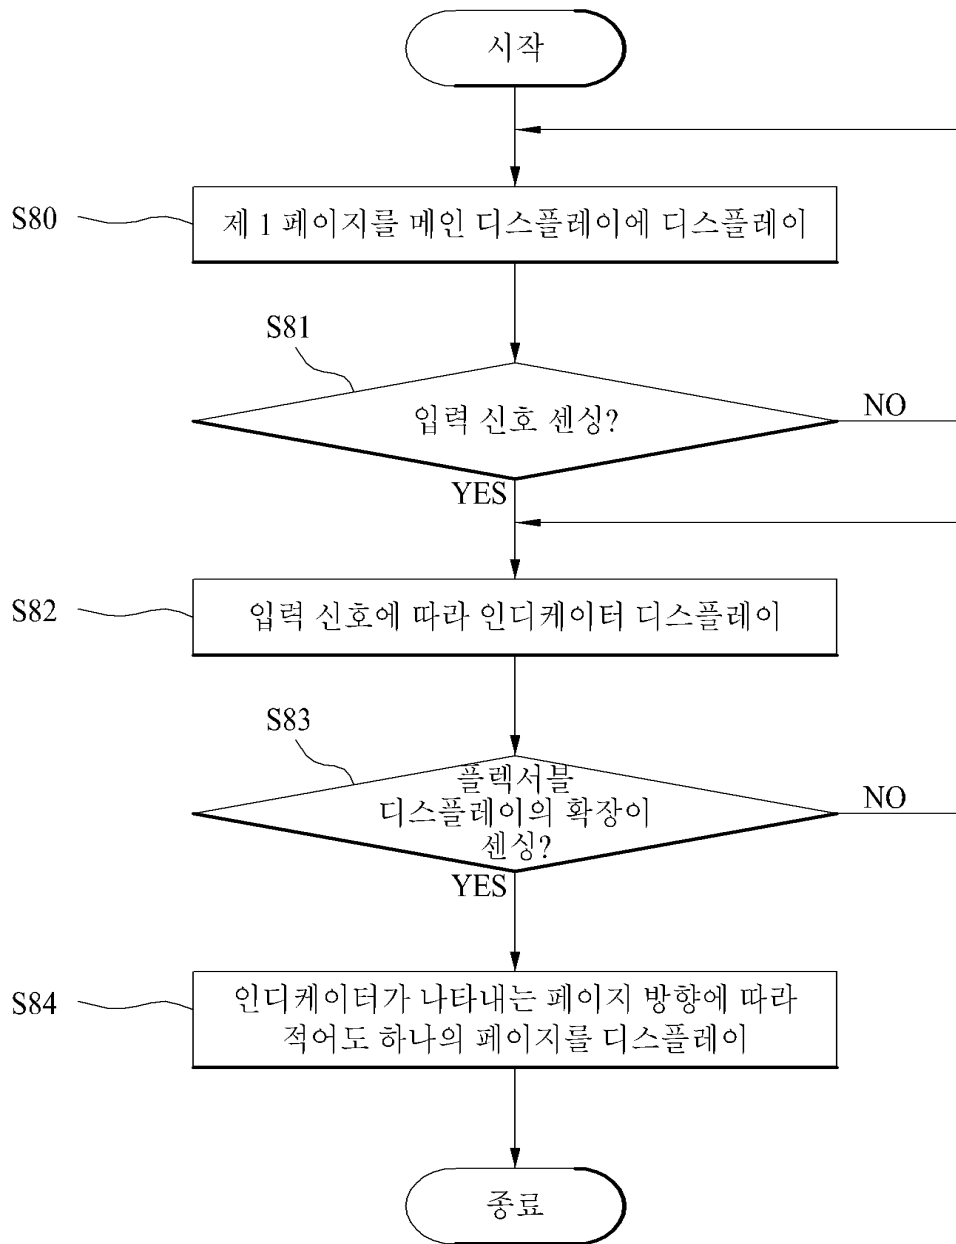 시작
S80
제 1 페이지를 메인 디스플레이에 디스플레이
S81
입력 신호 센싱?
NO
YES
S82
입력 신호에 따라 인디케이터 디스플레이
S83
플렉서블
디스플레이의 확장이
센싱?
NO
YES
S84
인디케이터가 나타내는 페이지 방향에 따라
적어도 하나의 페이지를 디스플레이
종료